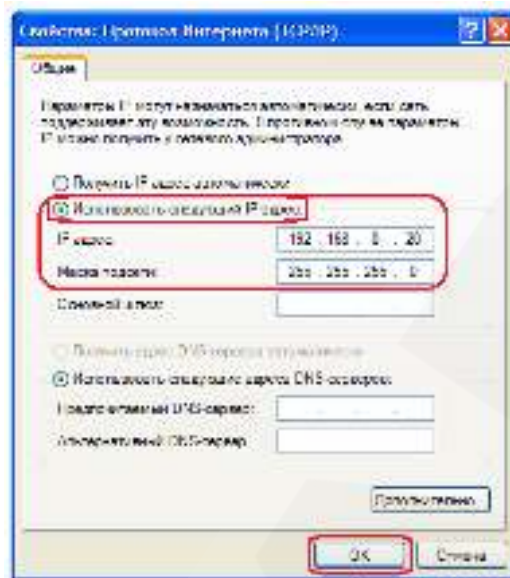 Свойства: Протокол Интернета (TCP/IP)
Общие
Параметры IP могут назначаться автоматически, если сеть
поддерживает эту возможность. В противном случае параметры
IP можно получить у сетевого администратора.
Получить IP-адрес автоматически
Использовать следующий IP-адрес:
IP-адрес: 192 . 168 . 0 . 20
Маска подсети: 255 . 255 . 255 . 0
Основной шлюз:
Получить адрес DNS-сервера автоматически
Использовать следующие адреса DNS-серверов:
Предпочитаемый DNS-сервер:
Альтернативный DNS-сервер:
Дополнительно...
OK
Отмена